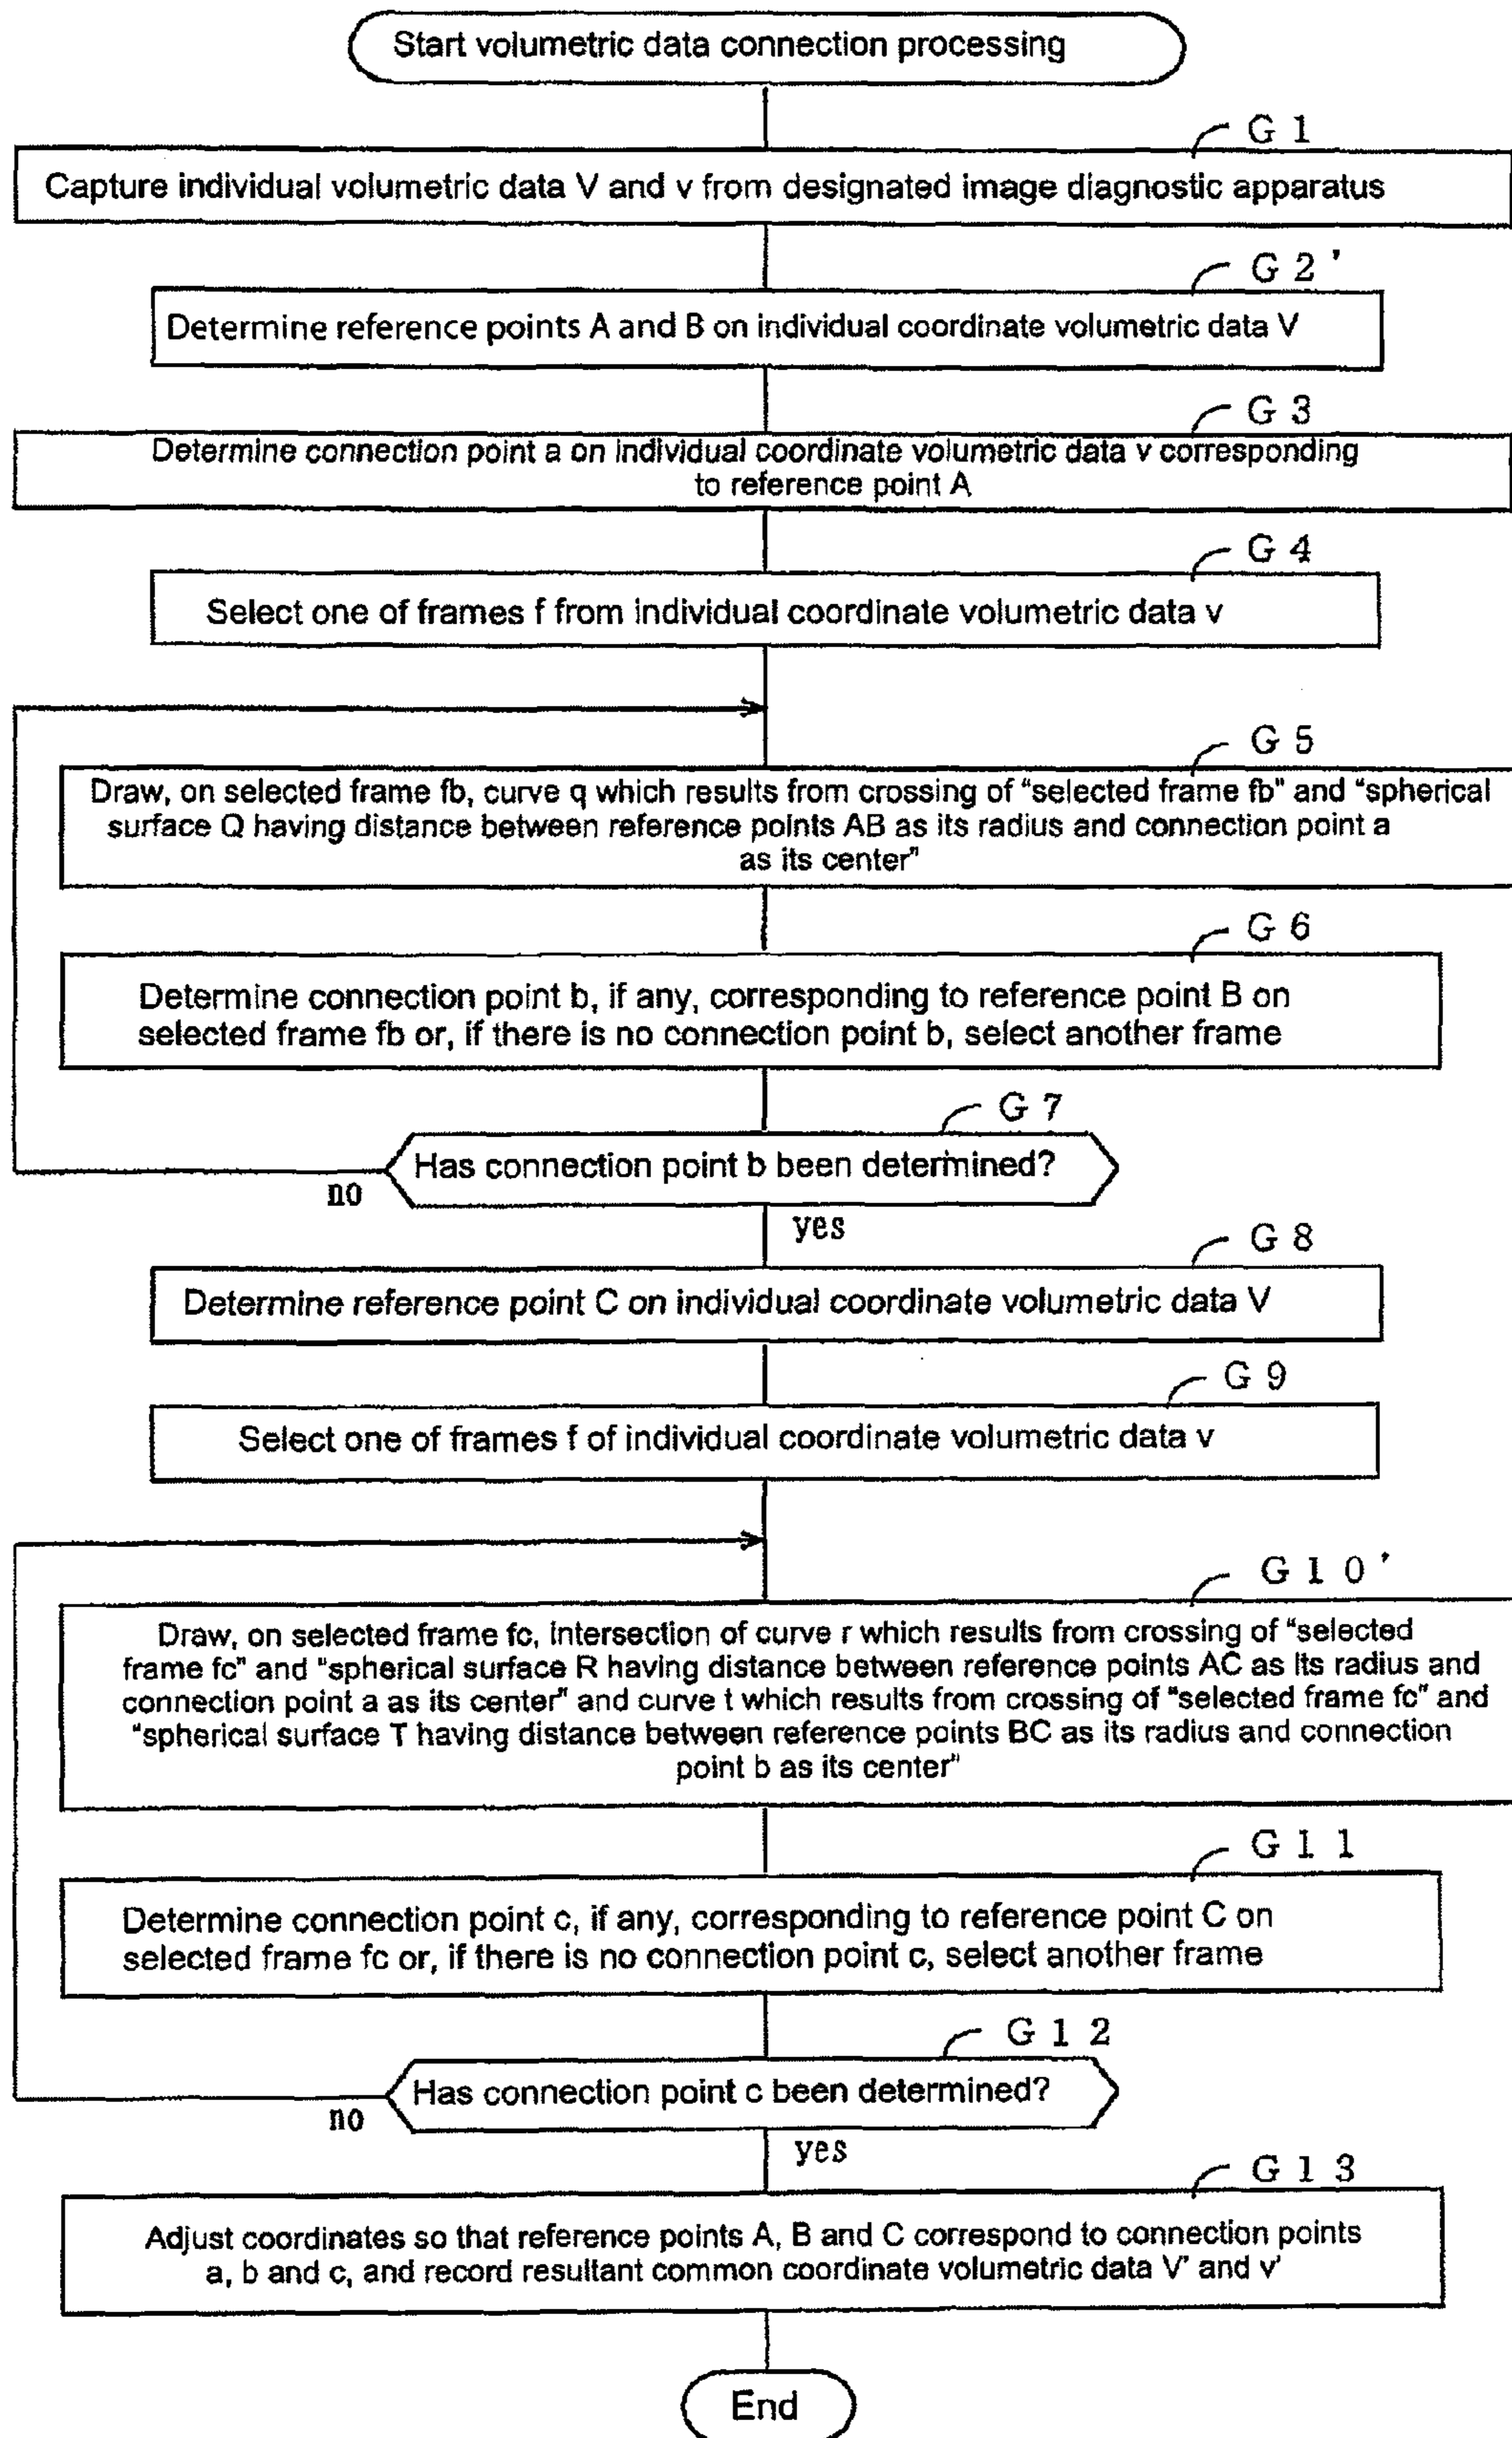 Start volumetric data connection processing
G 1
Capture individual volumetric data V and v from designated image diagnostic apparatus
G 2 '
Determine reference points A and B on individual coordinate volumetric data V
G 3
Determine connection point a on individual coordinate volumetric data v corresponding
to reference point A
G 4
Select one of frames f from individual coordinate volumetric data v
G 5
Draw, on selected frame fb, curve q which results from crossing of "selected frame fb" and "spherical
surface Q having distance between reference points AB as its radius and connection point a
as its center"
G 6
Determine connection point b, if any, corresponding to reference point B on
selected frame fb or, if there is no connection point b, select another frame
G 7
Has connection point b been determined?
no
yes
G 8
Determine reference point C on individual coordinate volumetric data V
G 9
Select one of frames f of individual coordinate volumetric data v
G 1 0 '
Draw, on selected frame fc, intersection of curve r which results from crossing of "selected
frame fc" and "spherical surface R having distance between reference points AC as its radius and
connection point a as its center" and curve t which results from crossing of "selected frame fc" and
"spherical surface T having distance between reference points BC as its radius and connection
point b as its center"
G 1 1
Determine connection point c, if any, corresponding to reference point C on
selected frame fc or, if there is no connection point c, select another frame
G 1 2
Has connection point c been determined?
no
yes
G 1 3
Adjust coordinates so that reference points A, B and C correspond to connection points
a, b and c, and record resultant common coordinate volumetric data V' and v'
End